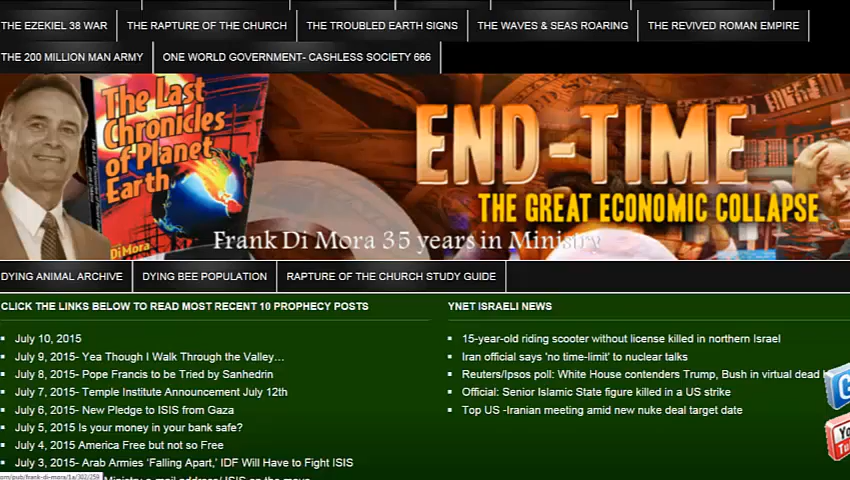 THE EZEKIEL 38 WAR
THE RAPTURE OF THE CHURCH
THE TROUBLED EARTH SIGNS
THE WAVES & SEAS ROARING
THE REVIVED ROMAN EMPIRE
THE 200 MILLION MAN ARMY
ONE WORLD GOVERNMENT- CASHLESS SOCIETY 666
The Last
Chronicles
of Planet
Earth
Di Mora
END-TIME
THE GREAT ECONOMIC COLLAPSE
Frank Di Mora 35 years in Ministry
DYING ANIMAL ARCHIVE
DYING BEE POPULATION
RAPTURE OF THE CHURCH STUDY GUIDE
CLICK THE LINKS BELOW TO READ MOST RECENT 10 PROPHECY POSTS
July 10, 2015
July 9, 2015- Yea Though I Walk Through the Valley…
July 8, 2015- Pope Francis to be Tried by Sanhedrin
July 7, 2015- Temple Institute Announcement July 12th
July 6, 2015- New Pledge to ISIS from Gaza
July 5, 2015 Is your money in your bank safe?
July 4, 2015 America Free but not so Free
July 3, 2015- Arab Armies ‘Falling Apart,’ IDF Will Have to Fight ISIS
YNET ISRAELI NEWS
15-year-old riding scooter without license killed in northern Israel
Iran official says 'no time-limit' to nuclear talks
Reuters/Ipsos poll: White House contenders Trump, Bush in virtual dead
Official: Senior Islamic State figure killed in a US strike
Top US -Iranian meeting amid new nuke deal target date